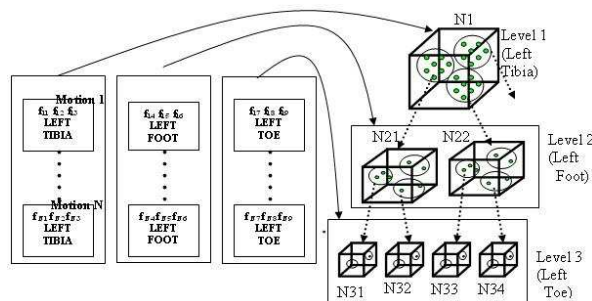 N1
Level 1
(Left
Tibia)
Motion 1
f11 f12 f13
LEFT
TIBIA
f14 f15 f16
LEFT
FOOT
f17 f18 f19
LEFT
TOE
N21
N22
Level 2
(Left
Foot)
Motion N
fN1 fN2 fN3
LEFT
TIBIA
fN4 fN5 fN6
LEFT
FOOT
fN7 fN8 fN9
LEFT
TOE
N31
N32
N33
N34
Level 3
(Left
Toe)